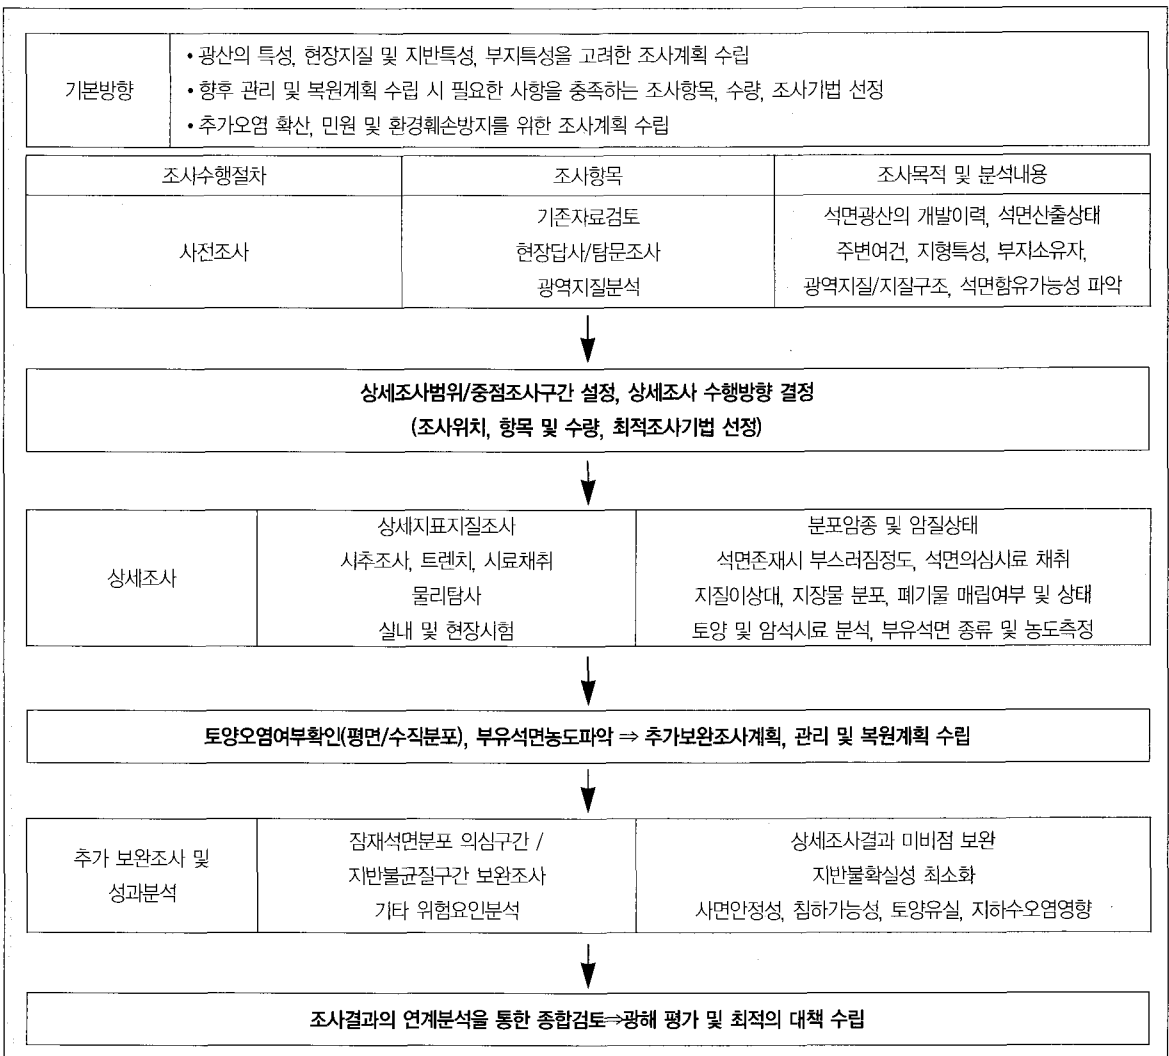 • 광산의 특성, 현장지질 및 지반특성, 부지특성을 고려한 조사계획 수립
기본방향
• 향후 관리 및 복원계획 수립 시 필요한 사항을 충족하는 조사항목, 수량, 조사기법 선정
• 추가오염 확산, 민원 및 환경훼손방지를 위한 조사계획 수립
조사수행절차 조사항목 조사목적 및 분석내용
사전조사
기존자료검토
현장답사/탐문조사
광역지질분석
석면광산의 개발이력, 석면산출상태
주변여건, 지형특성, 부지소유자,
광역지질/지질구조, 석면함유가능성 파악
상세조사범위/중점조사구간 설정, 상세조사 수행방향 결정
(조사위치, 항목 및 수량, 최적조사기법 선정)
상세조사
상세지표지질조사
시추조사, 트렌치, 시료채취
물리탐사
실내 및 현장시험
분포암종 및 암질상태
석면존재시 부스러짐정도, 석면의심시료 채취
지질이상대, 지장물 분포, 폐기물 매립여부 및 상태
토양 및 암석시료 분석, 부유석면 종류 및 농도측정
토양오염여부확인(평면/수직분포), 부유석면농도파악 ⇒ 추가보완조사계획, 관리 및 복원계획 수립
추가 보완조사 및
성과분석
잠재석면분포 의심구간 /
지반불균질구간 보완조사
기타 위험요인분석
상세조사결과 미비점 보완
지반불확실성 최소화
사면안정성, 침하가능성, 토양유실, 지하수오염영향
조사결과의 연계분석을 통한 종합검토⇒광해 평가 및 최적의 대책 수립